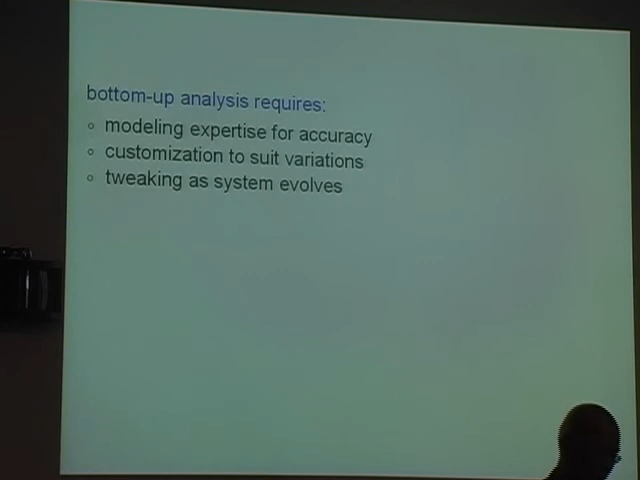 bottom-up analysis requires:
◦ modeling expertise for accuracy
◦ customization to suit variations
◦ tweaking as system evolves